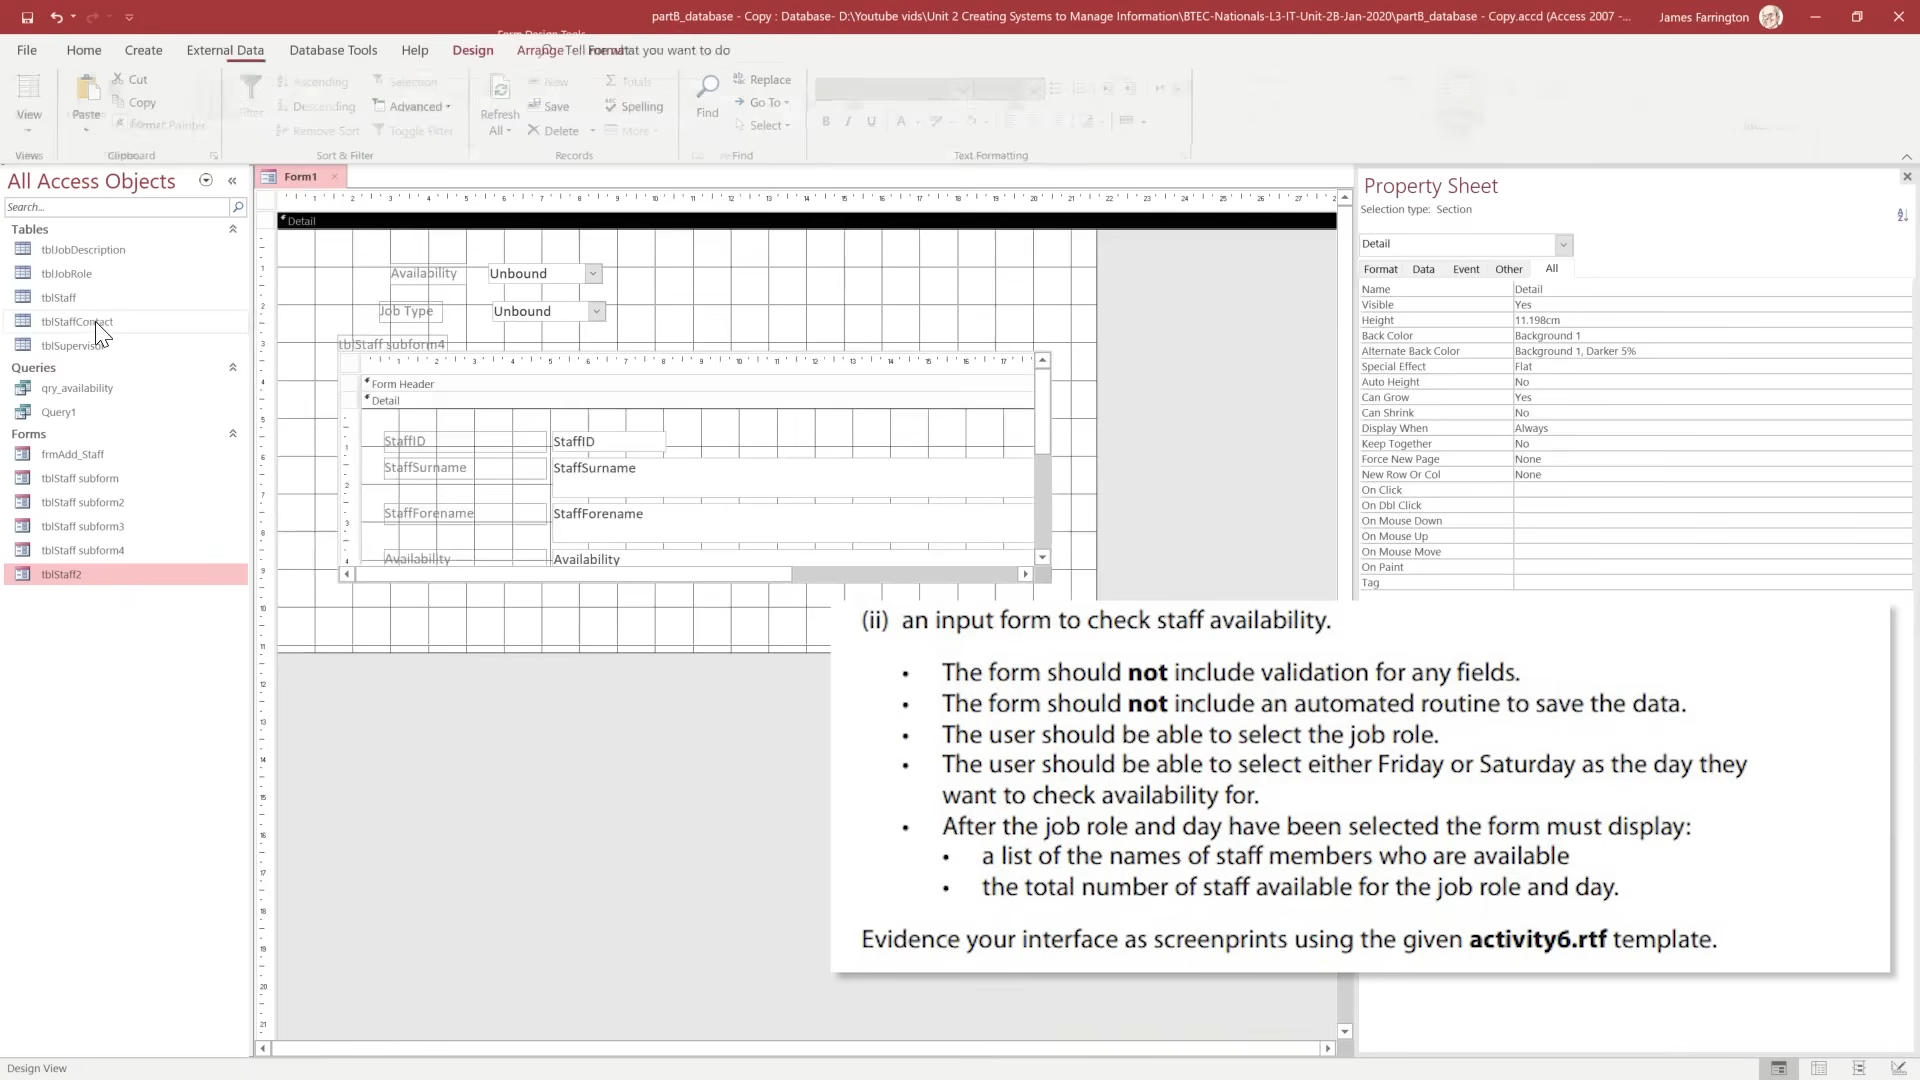 partB_database - Copy : Database- D:\Youtube vids\Unit 2 Creating Systems to Manage Information\BTEC-Nationals-L3-IT-Unit-2B-Jan-2020\partB_database - Copy.accd (Access 2007 -...
James Farrington
Form Design Tools
File Home Create External Data Database Tools Help Design Arrange Format Tell me what you want to do
View
Views
Paste
Cut
Copy
Format Painter
Clipboard
Filter
Ascending
Descending
Remove Sort
Selection
Advanced
Toggle Filter
Sort & Filter
Refresh All
New
Save
Delete
Totals
Spelling
More
Records
Find
Replace
Go To
Select
Find
B I U A
Text Formatting
All Access Objects
Search...
Tables
tblJobDescription
tblJobRole
tblStaff
tblStaffContact
tblSupervisor
Queries
qry_availability
Query1
Forms
frmAdd_Staff
tblStaff subform
tblStaff subform2
tblStaff subform3
tblStaff subform4
tblStaff2
Form1
Detail
Availability Unbound
Job Type Unbound
tblStaff subform4
Form Header
Detail
StaffID StaffID
StaffSurname StaffSurname
StaffForename StaffForename
Availability Availability
Property Sheet
Selection type: Section
Detail
Format Data Event Other All
Name Detail
Visible Yes
Height 11.198cm
Back Color Background 1
Alternate Back Color Background 1, Darker 5%
Special Effect Flat
Auto Height No
Can Grow Yes
Can Shrink No
Display When Always
Keep Together No
Force New Page None
New Row Or Col None
On Click
On Dbl Click
On Mouse Down
On Mouse Up
On Mouse Move
On Paint
Tag
(ii) an input form to check staff availability.
• The form should not include validation for any fields.
• The form should not include an automated routine to save the data.
• The user should be able to select the job role.
• The user should be able to select either Friday or Saturday as the day they
want to check availability for.
• After the job role and day have been selected the form must display:
• a list of the names of staff members who are available
• the total number of staff available for the job role and day.
Evidence your interface as screenprints using the given activity6.rtf template.
Design View